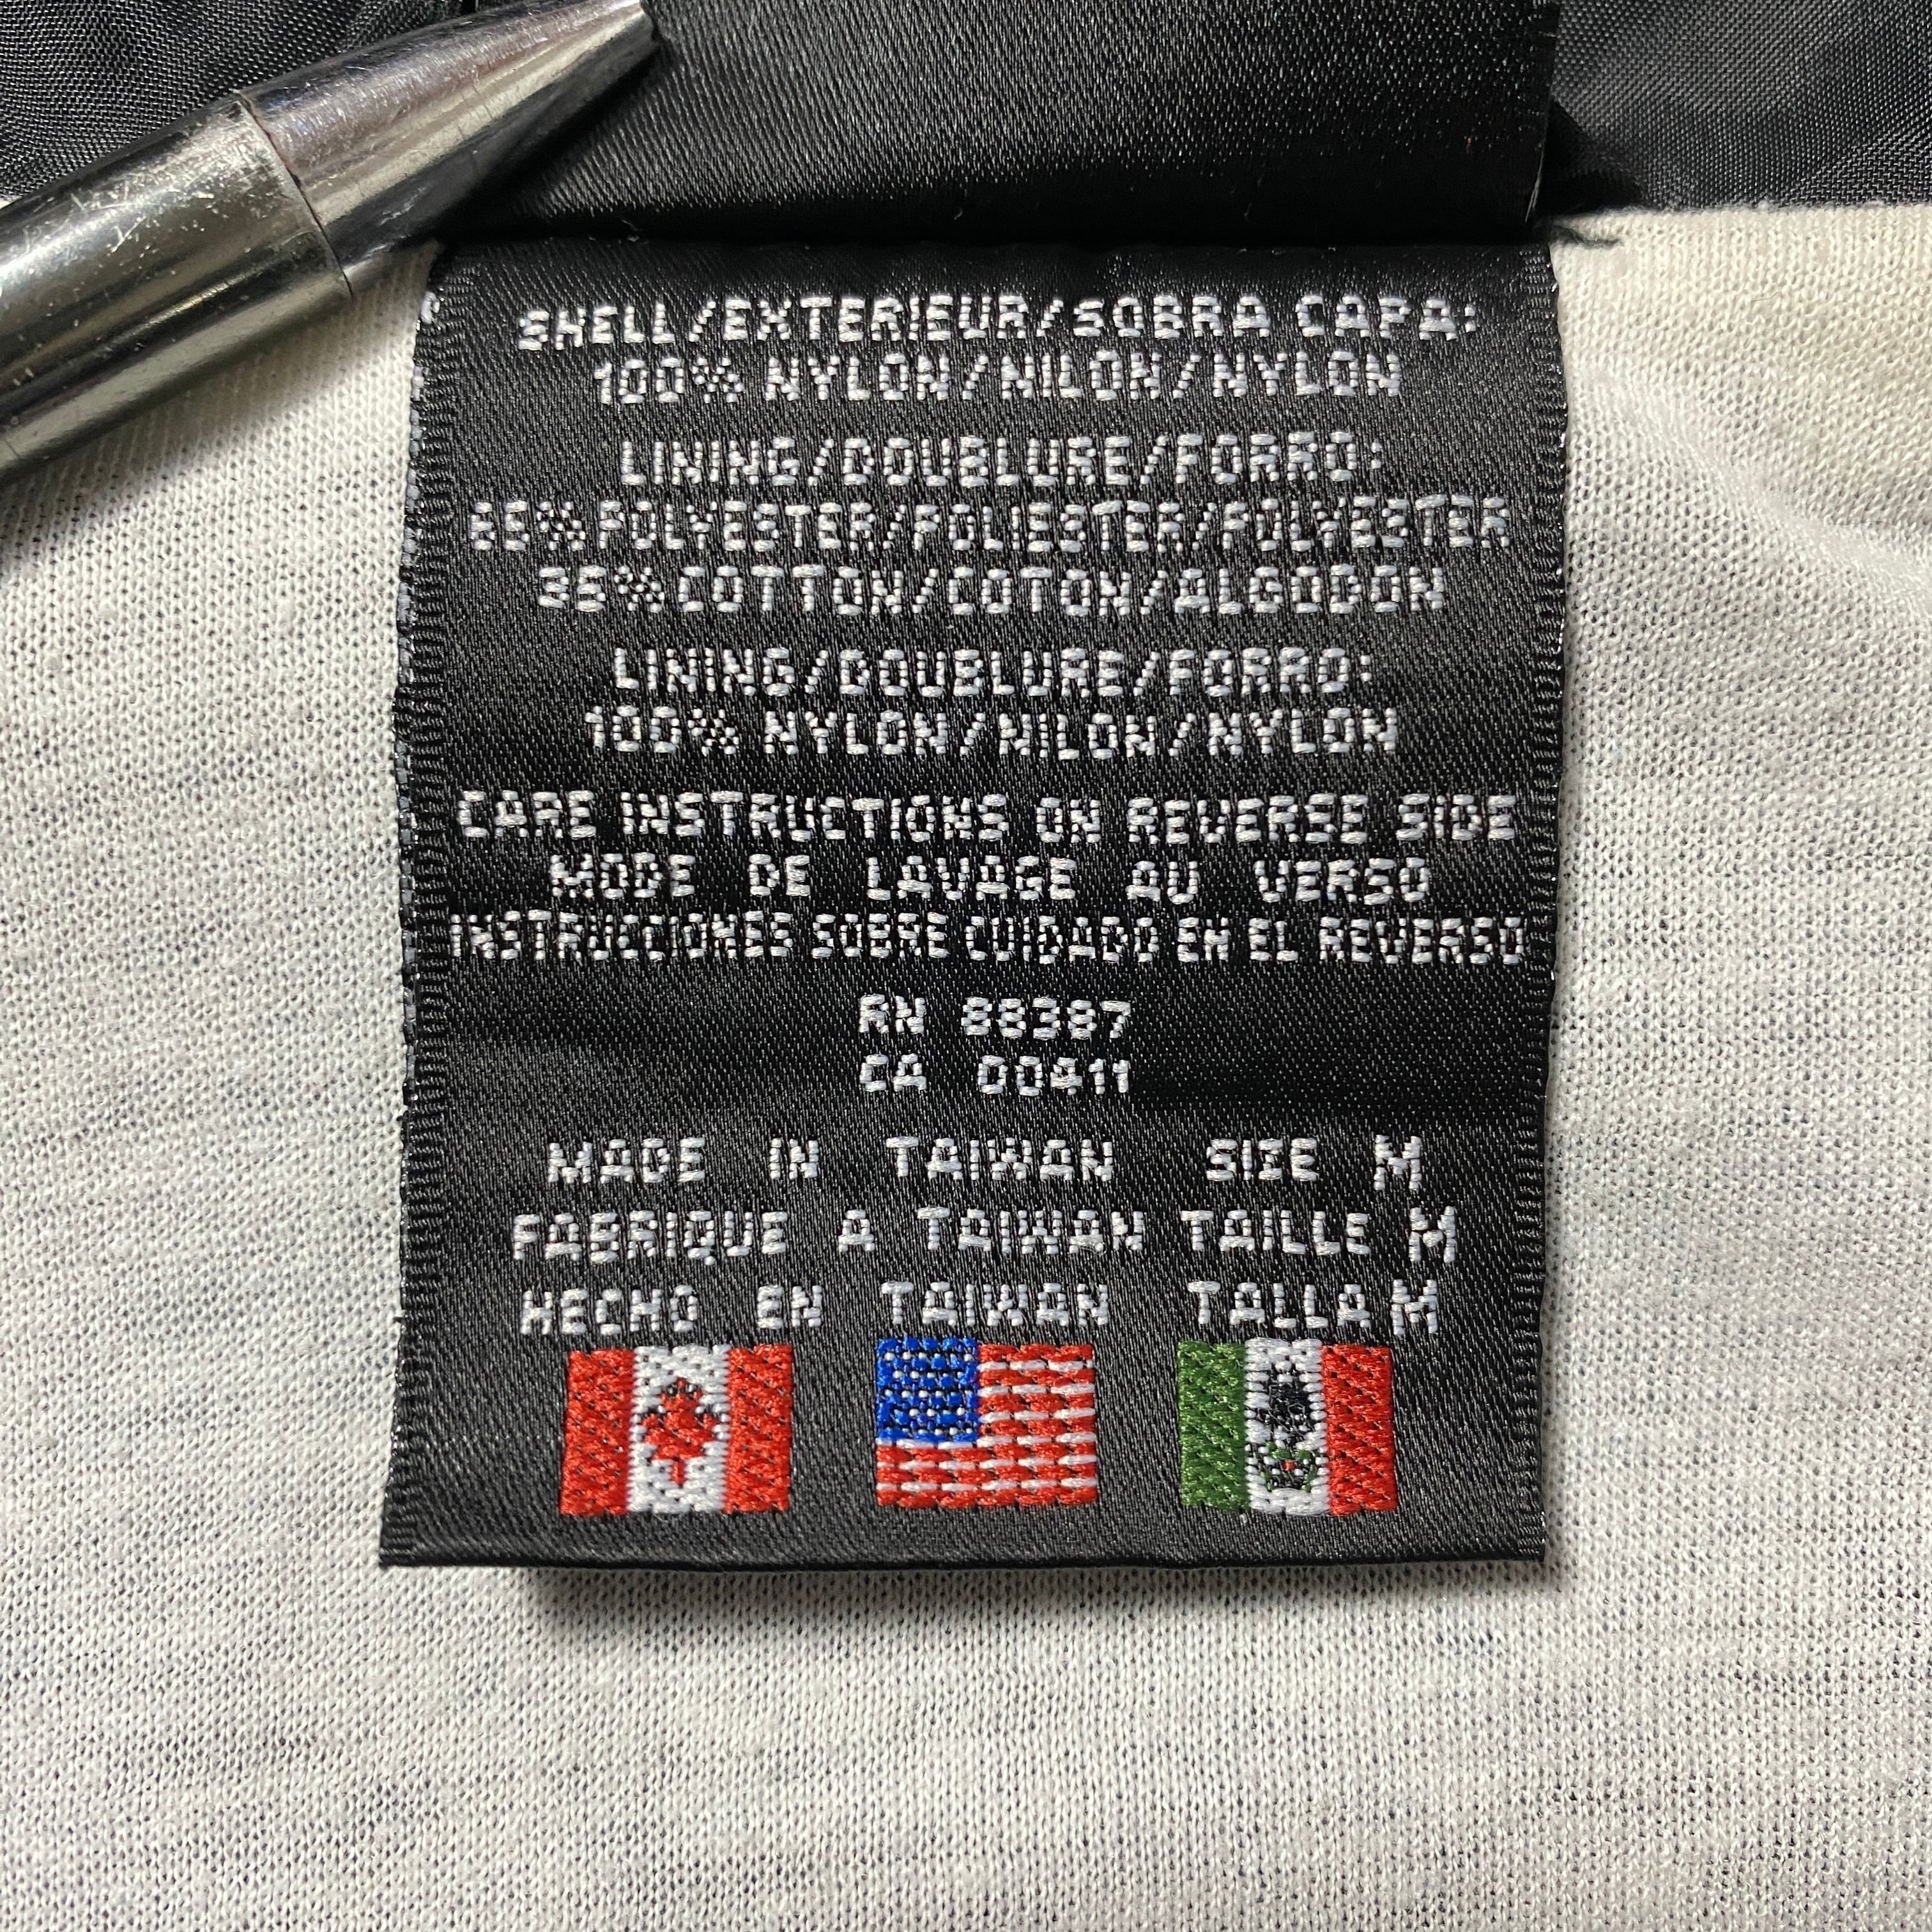 SHELL/EXTERIEUR/SOBRA CAPA:
100% NYLON/NILON/NYLON
LINING/DOUBLURE/FORRO:
65% POLYESTER/POLIESTER/POLYESTER
35% COTTON/COTON/ALGODON
LINING/DOUBLURE/FORRO:
100% NYLON/NILON/NYLON
CARE INSTRUCTIONS ON REVERSE SIDE
MODE DE LAVAGE AU VERSO
INSTRUCCIONES SOBRE CUIDADO EN EL REVERSO
RN 88387
CA 00411
MADE IN TAIWAN SIZE M
FABRIQUE A TAIWAN TAILLE M
HECHO EN TAIWAN TALLA M